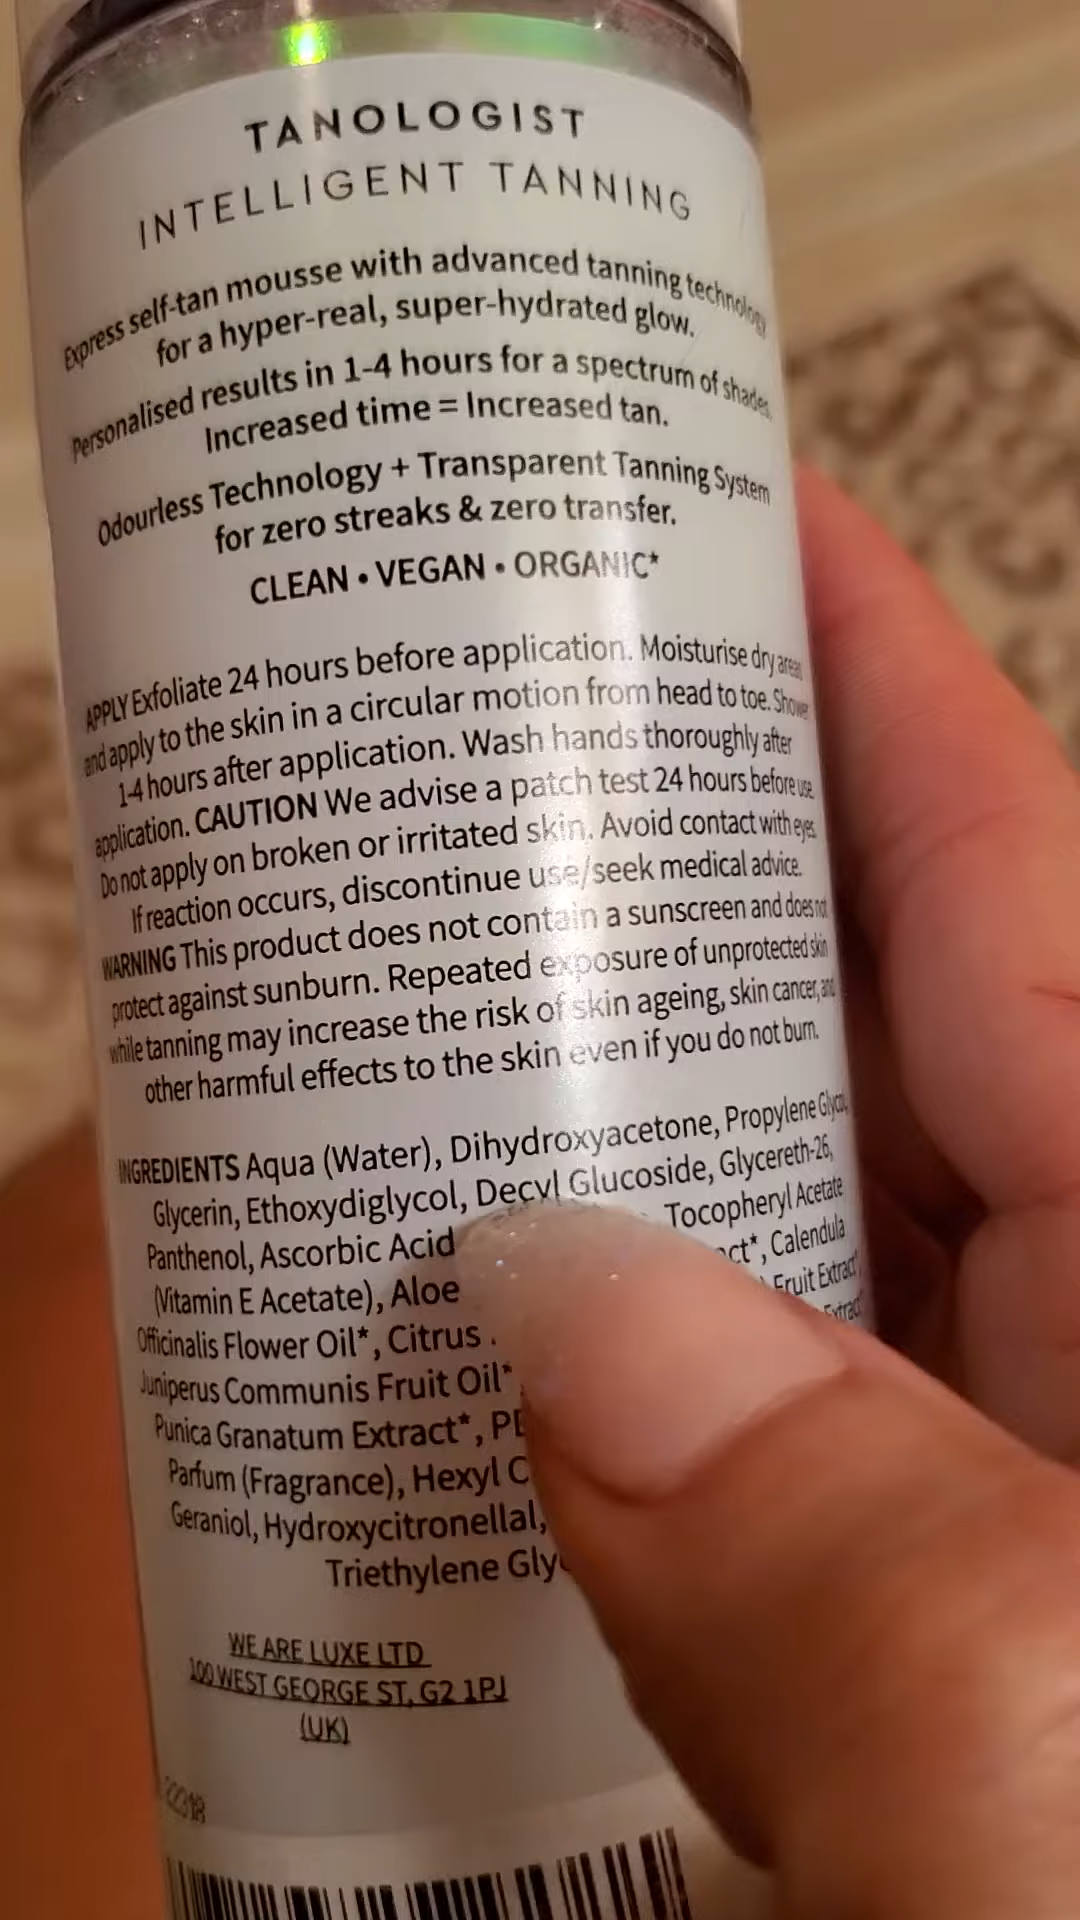 TANOLOGIST
INTELLIGENT TANNING
Express self-tan mousse with advanced tanning technology
for a hyper-real, super-hydrated glow.
Personalised results in 1-4 hours for a spectrum of shades.
Increased time = Increased tan.
Odourless Technology + Transparent Tanning System
for zero streaks & zero transfer.
CLEAN • VEGAN • ORGANIC*
APPLY Exfoliate 24 hours before application. Moisturise dry areas
and apply to the skin in a circular motion from head to toe. Shower
1-4 hours after application. Wash hands thoroughly after
application. CAUTION We advise a patch test 24 hours before use.
Do not apply on broken or irritated skin. Avoid contact with eyes.
If reaction occurs, discontinue use/seek medical advice.
WARNING This product does not contain a sunscreen and does not
protect against sunburn. Repeated exposure of unprotected skin
while tanning may increase the risk of skin ageing, skin cancer, and
other harmful effects to the skin even if you do not burn.
INGREDIENTS Aqua (Water), Dihydroxyacetone, Propylene Glycol,
Glycerin, Ethoxydiglycol, Decyl Glucoside, Glycereth-26,
Panthenol, Ascorbic Acid Tocopheryl Acetate
(Vitamin E Acetate), Aloe Calendula
Officinalis Flower Oil*, Citrus Fruit Extract*
Juniperus Communis Fruit Oil*
Punica Granatum Extract*,
Parfum (Fragrance), Hexyl
Geraniol, Hydroxycitronellal,
Triethylene
WE ARE LUXE LTD
100 WEST GEORGE ST, G2 1PJ
(UK)